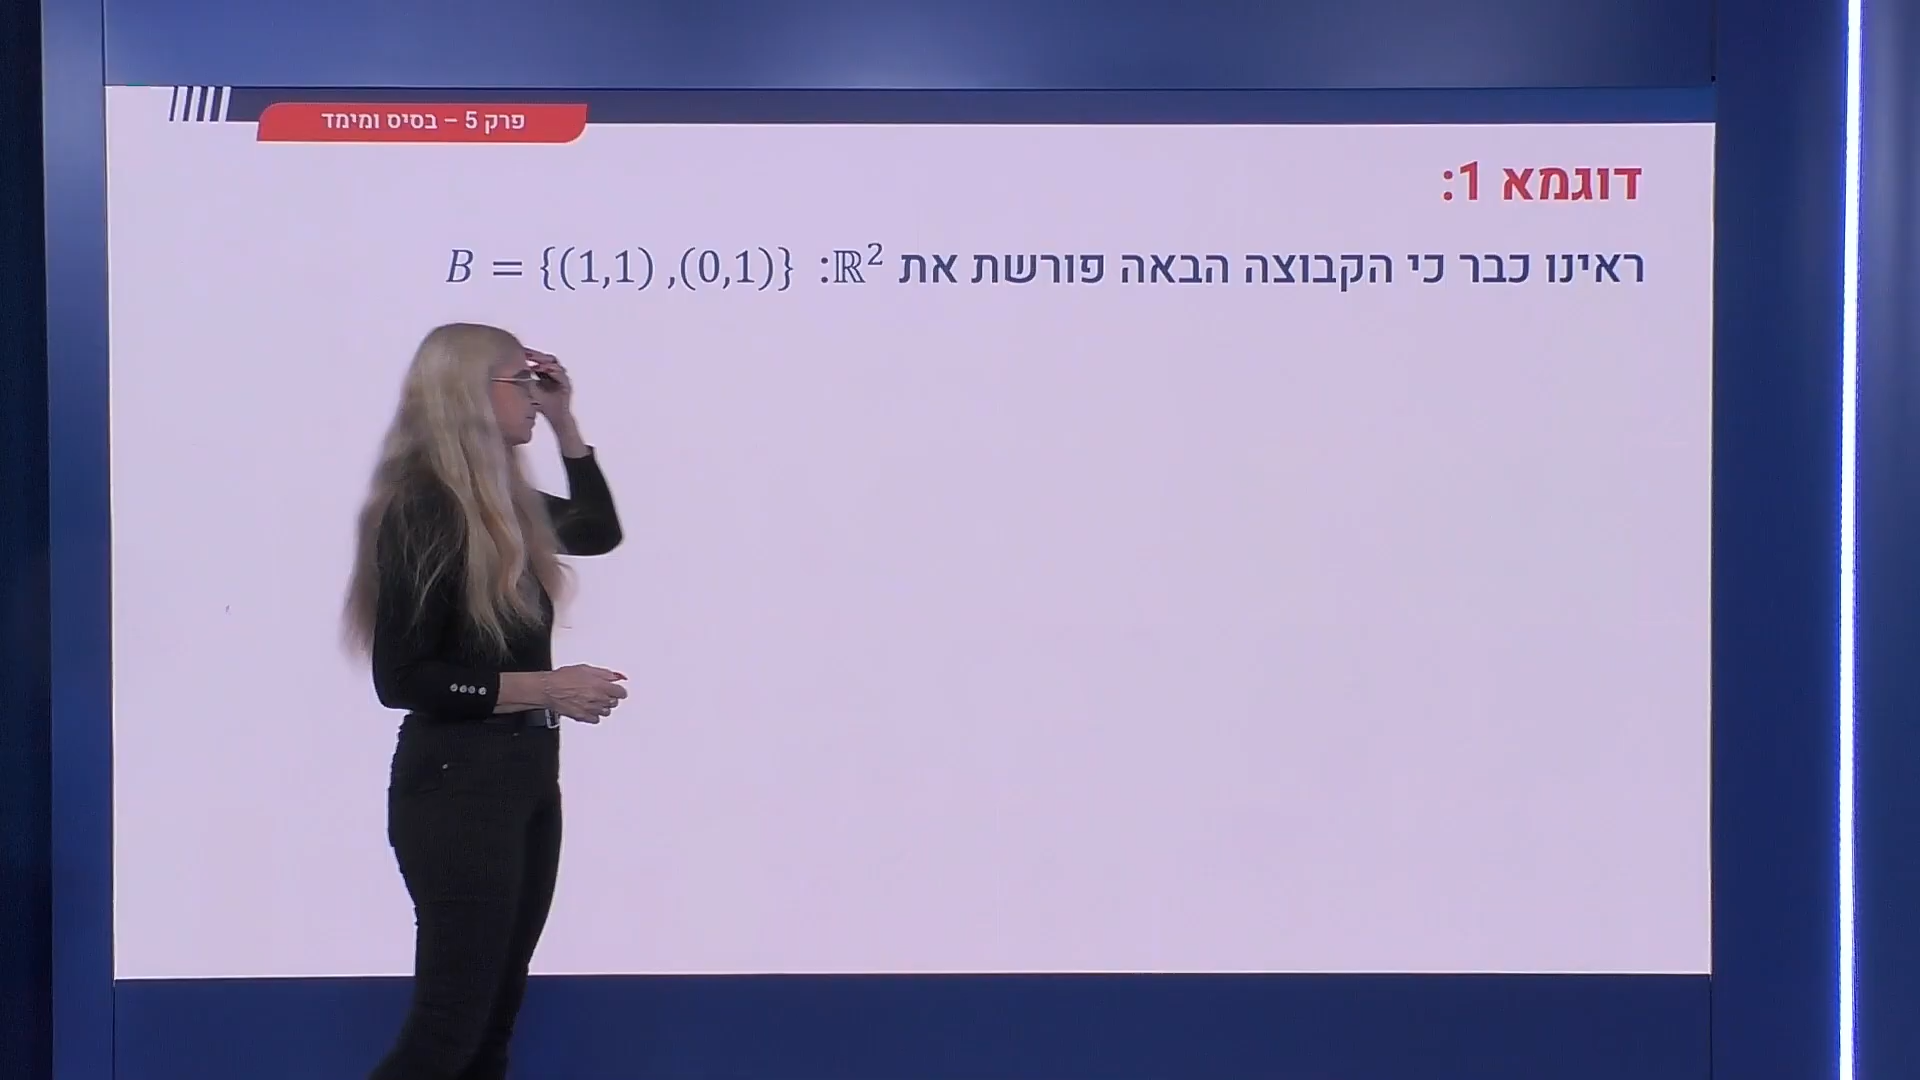 פרק 5 – בסיס ומימד
דוגמא 1:
ראינו כבר כי הקבוצה הבאה פורשת את ℝ²: B = {(1,1) ,(0,1)}